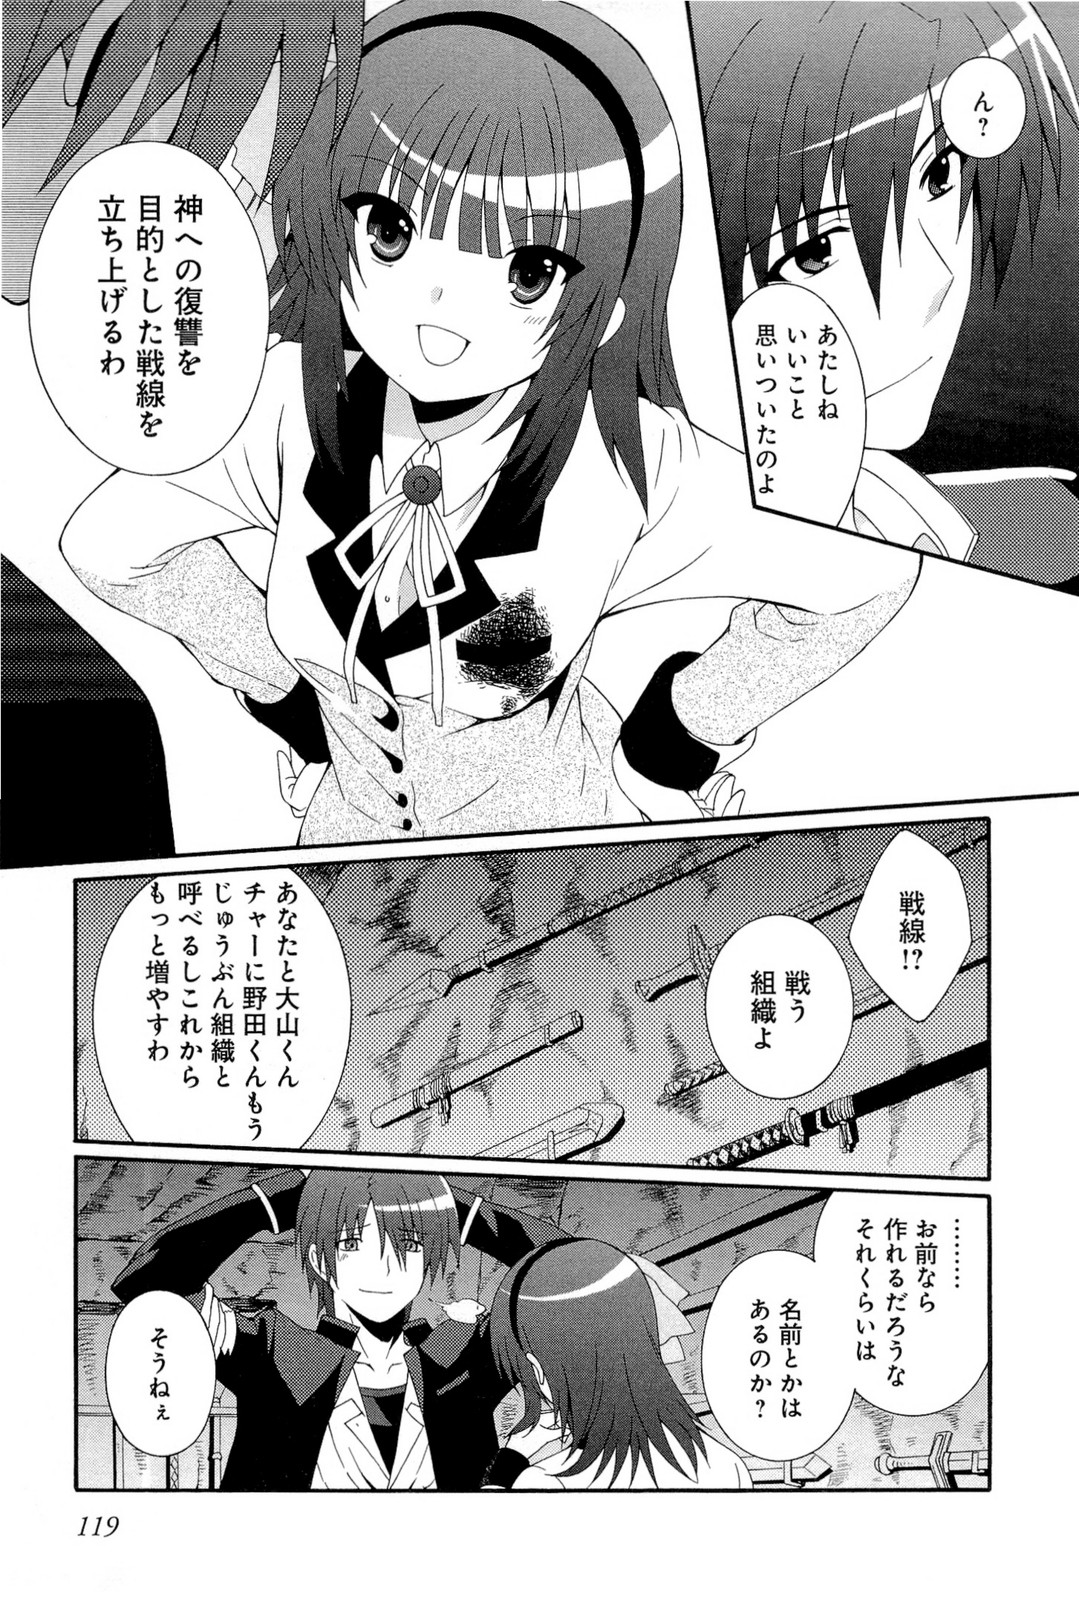 ん?
あたしね
いいこと
思いついたのよ
神への復讐を
目的とした戦線を
立ち上げるわ
戦線!?
戦う
組織よ
あなたと大山くん
チャーに野田くんもう
じゅうぶん組織と
呼べるしこれから
もっと増やすわ
………
お前なら
作れるだろうな
それくらいは
名前とかは
あるのか?
そうねぇ
119